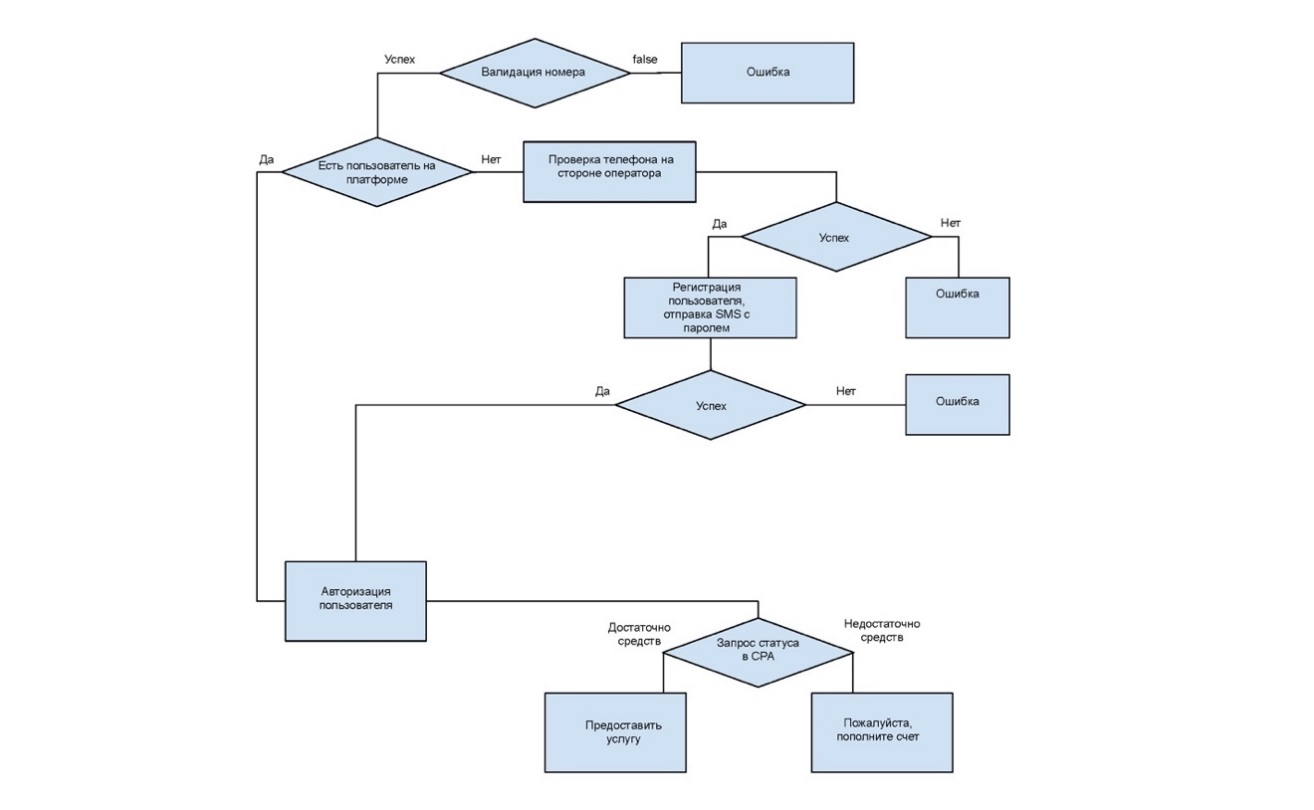 Успех
Валидация номера
false
Ошибка
Да
Есть пользователь на
платформе
Нет
Проверка телефона на
стороне оператора
Да
Успех
Нет
Регистрация
пользователя,
отправка SMS с
паролем
Ошибка
Да
Успех
Нет
Ошибка
Авторизация
пользователя
Достаточно
средств
Запрос статуса
в CPA
Недостаточно
средств
Предоставить
услугу
Пожалуйста,
пополните счет